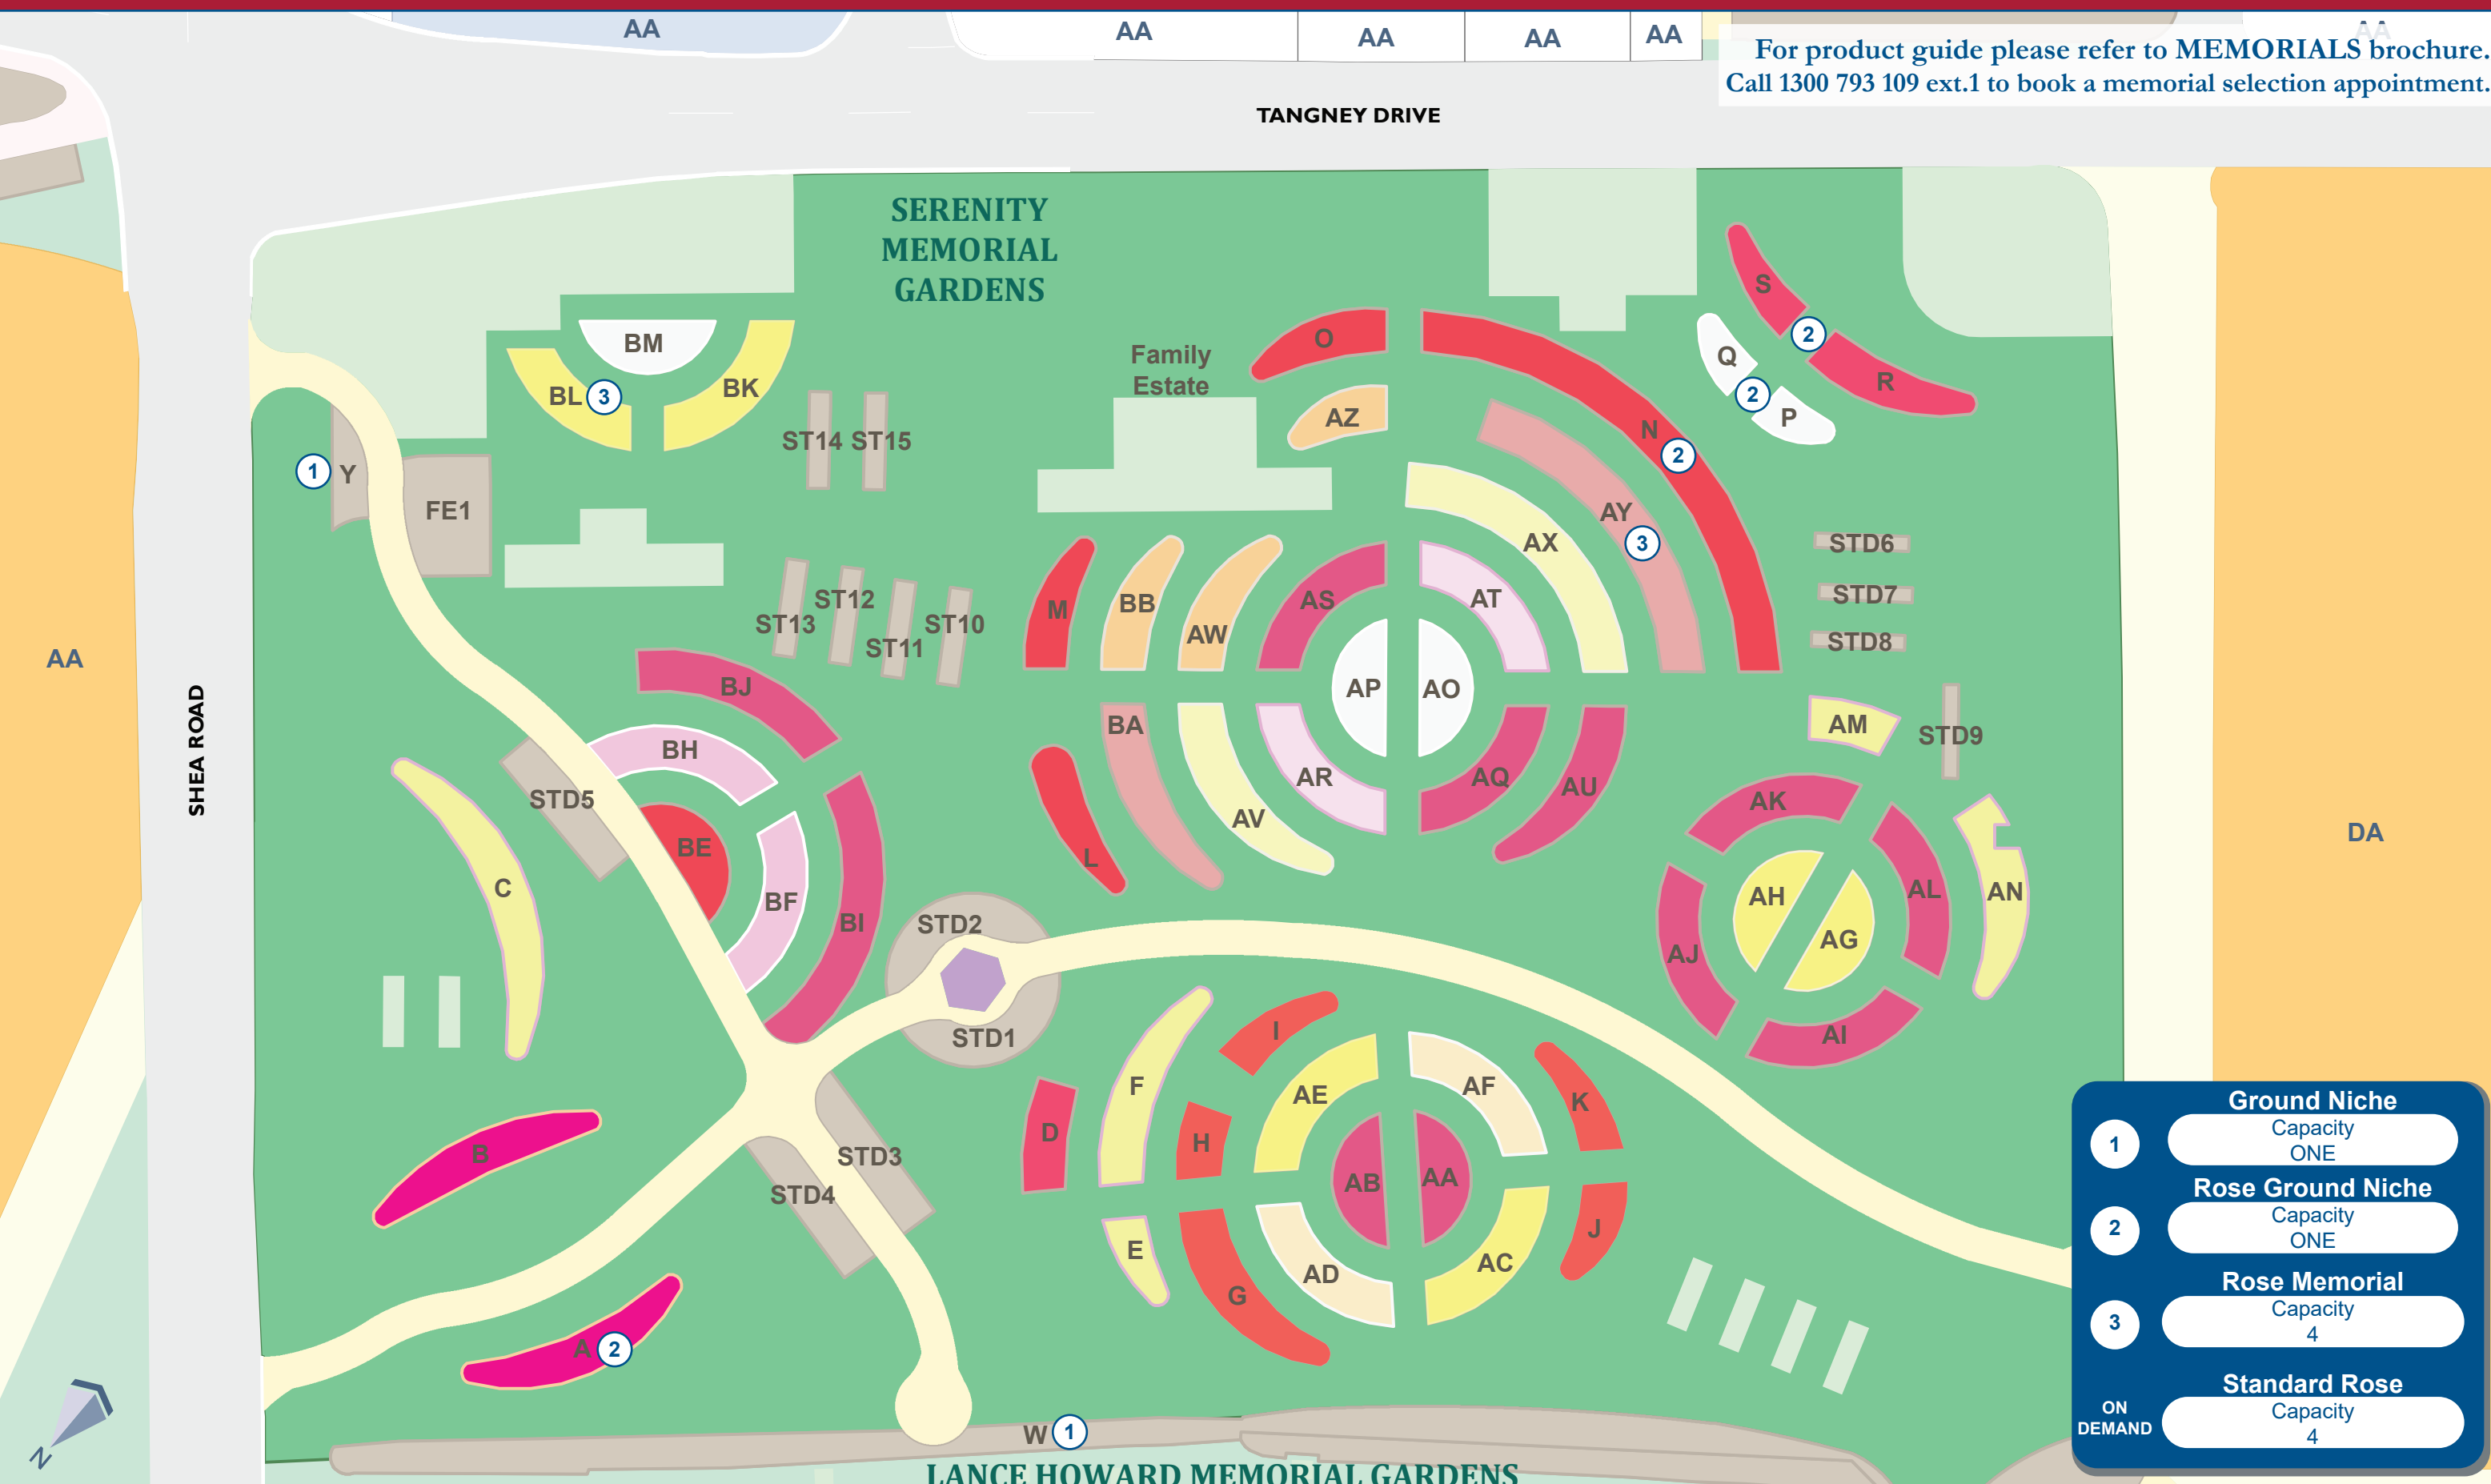 AA
AA
AA
AA
AA
AA
For product guide please refer to MEMORIALS brochure.
Call 1300 793 109 ext.1 to book a memorial selection appointment.
TANGNEY DRIVE
SERENITY
MEMORIAL
GARDENS
S
2
R
Q
2
P
O
Family
Estate
AZ
N
2
BM
BL 3
BK
ST14
ST15
1
Y
FE1
AY
3
AX
STD6
STD7
STD8
ST13
ST12
ST11
ST10
M
BB
AW
AS
AT
AP
AO
AA
SHEA ROAD
BJ
BH
STD5
BE
BF
BI
C
BA
AR
AV
L
AQ
AU
AM
STD9
AK
AH
AL
AN
AG
AJ
AI
DA
STD2
STD1
I
F
D
H
AE
AF
K
AB
AA
E
G
AD
AC
J
B
STD3
STD4
A 2
W 1
N
LANCE HOWARD MEMORIAL GARDENS
Ground Niche
1
Capacity
ONE
Rose Ground Niche
2
Capacity
ONE
Rose Memorial
3
Capacity
4
Standard Rose
ON
DEMAND
Capacity
4